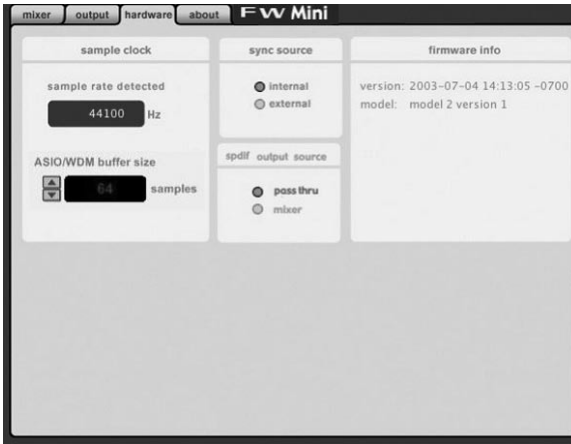 mixer output hardware about FW Mini
sample clock
sample rate detected
44100 Hz
ASIO/WDM buffer size
64 samples
sync source
internal
external
spdif output source
pass thru
mixer
firmware info
version: 2003-07-04 14:13:05 -0700
model: model 2 version 1